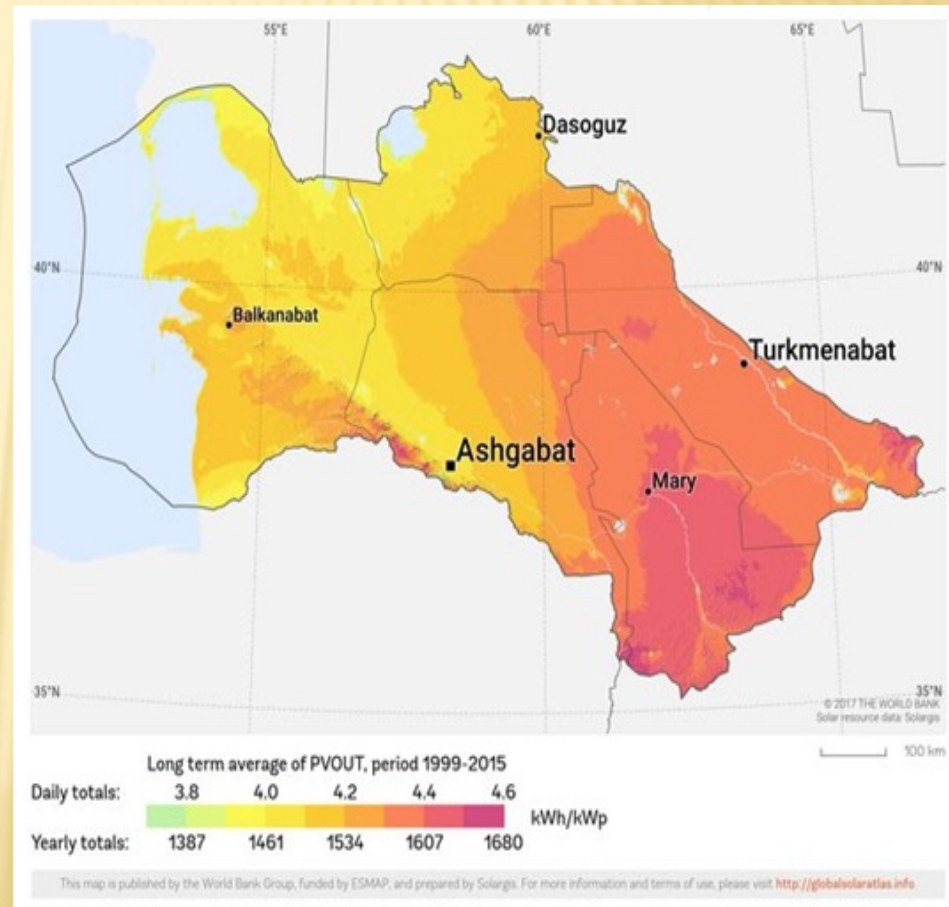 55°E 60°E 65°E
Dasoguz
40°N 40°N
Balkanabat
Turkmenabat
Ashgabat
Mary
35°N 35°N
© 2017 THE WORLD BANK
Solar resource data: Solargis
100 km
Long term average of PVOUT, period 1999-2015
Daily totals: 3.8 4.0 4.2 4.4 4.6
kWh/kWp
Yearly totals: 1387 1461 1534 1607 1680
This map is published by the World Bank Group, funded by ESMAP, and prepared by Solargis. For more information and terms of use, please visit http://globalsolaratlas.info.